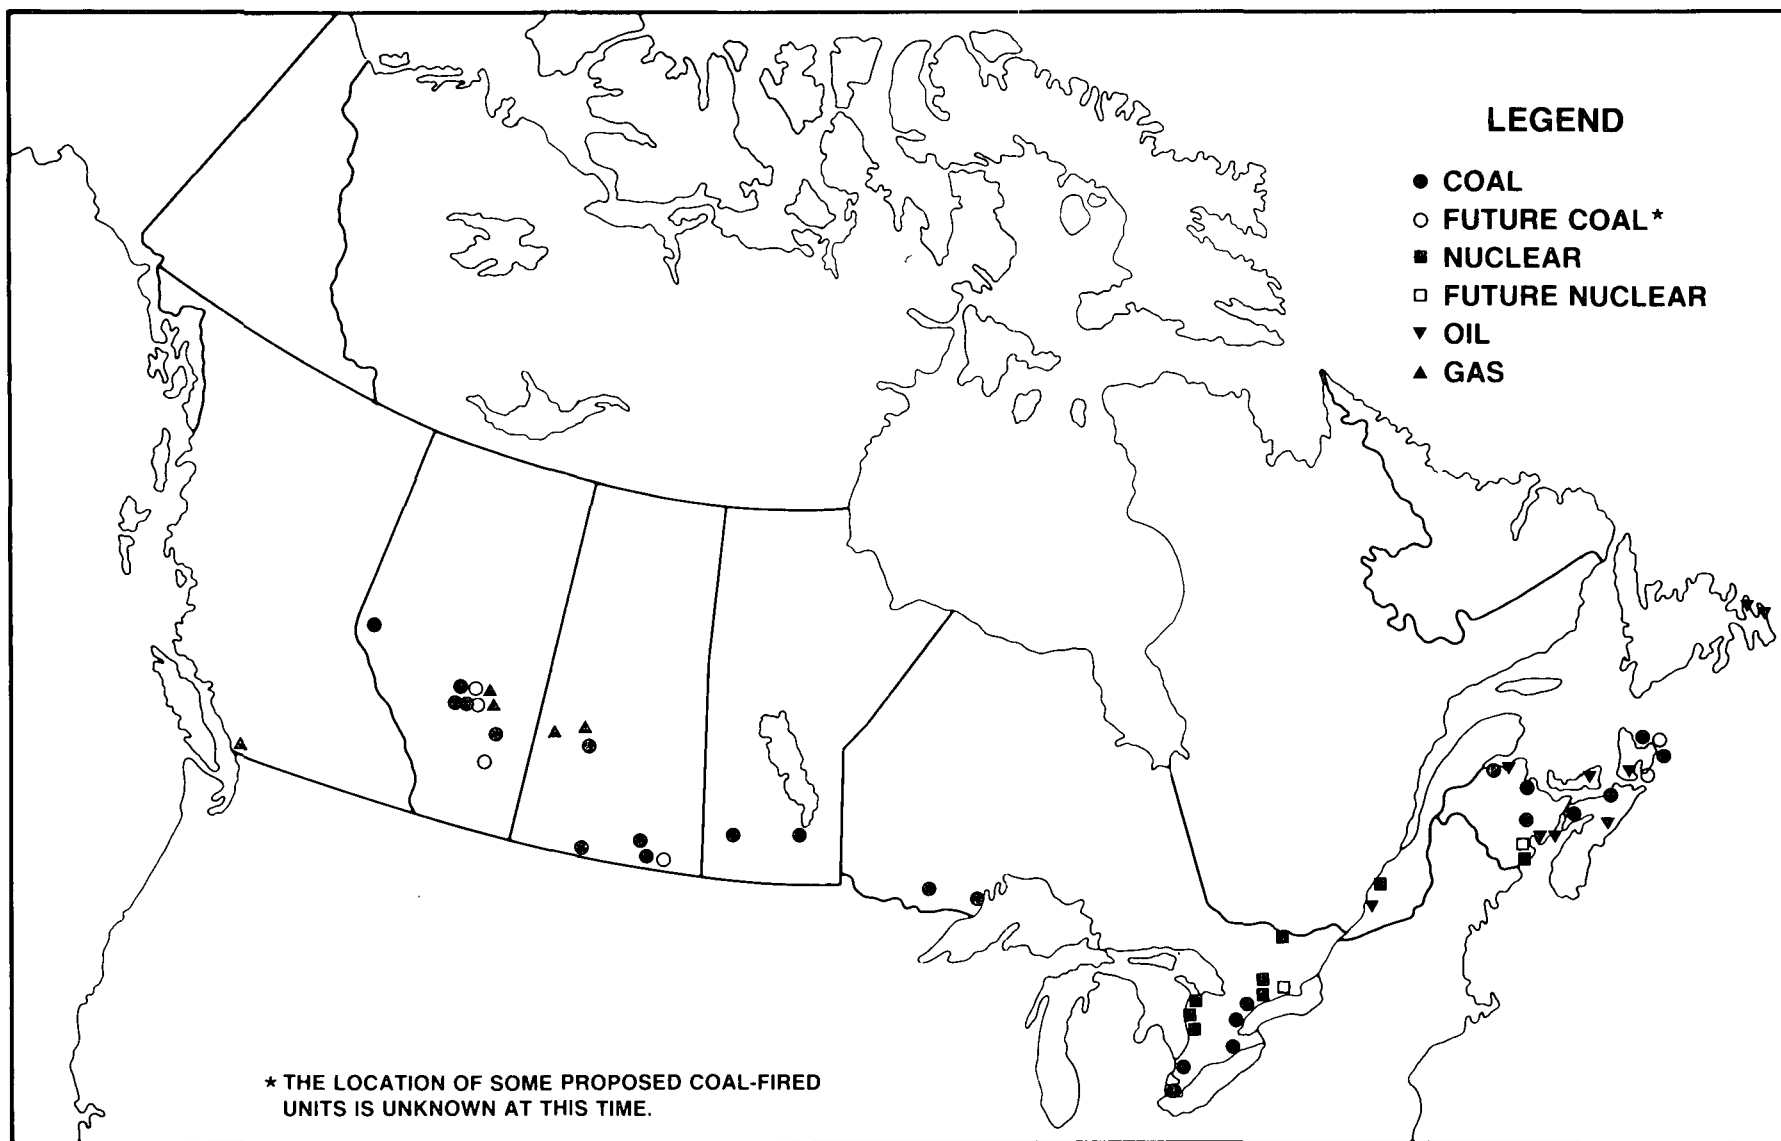 LEGEND
COAL
FUTURE COAL*
NUCLEAR
FUTURE NUCLEAR
OIL
GAS
* THE LOCATION OF SOME PROPOSED COAL-FIRED
UNITS IS UNKNOWN AT THIS TIME.